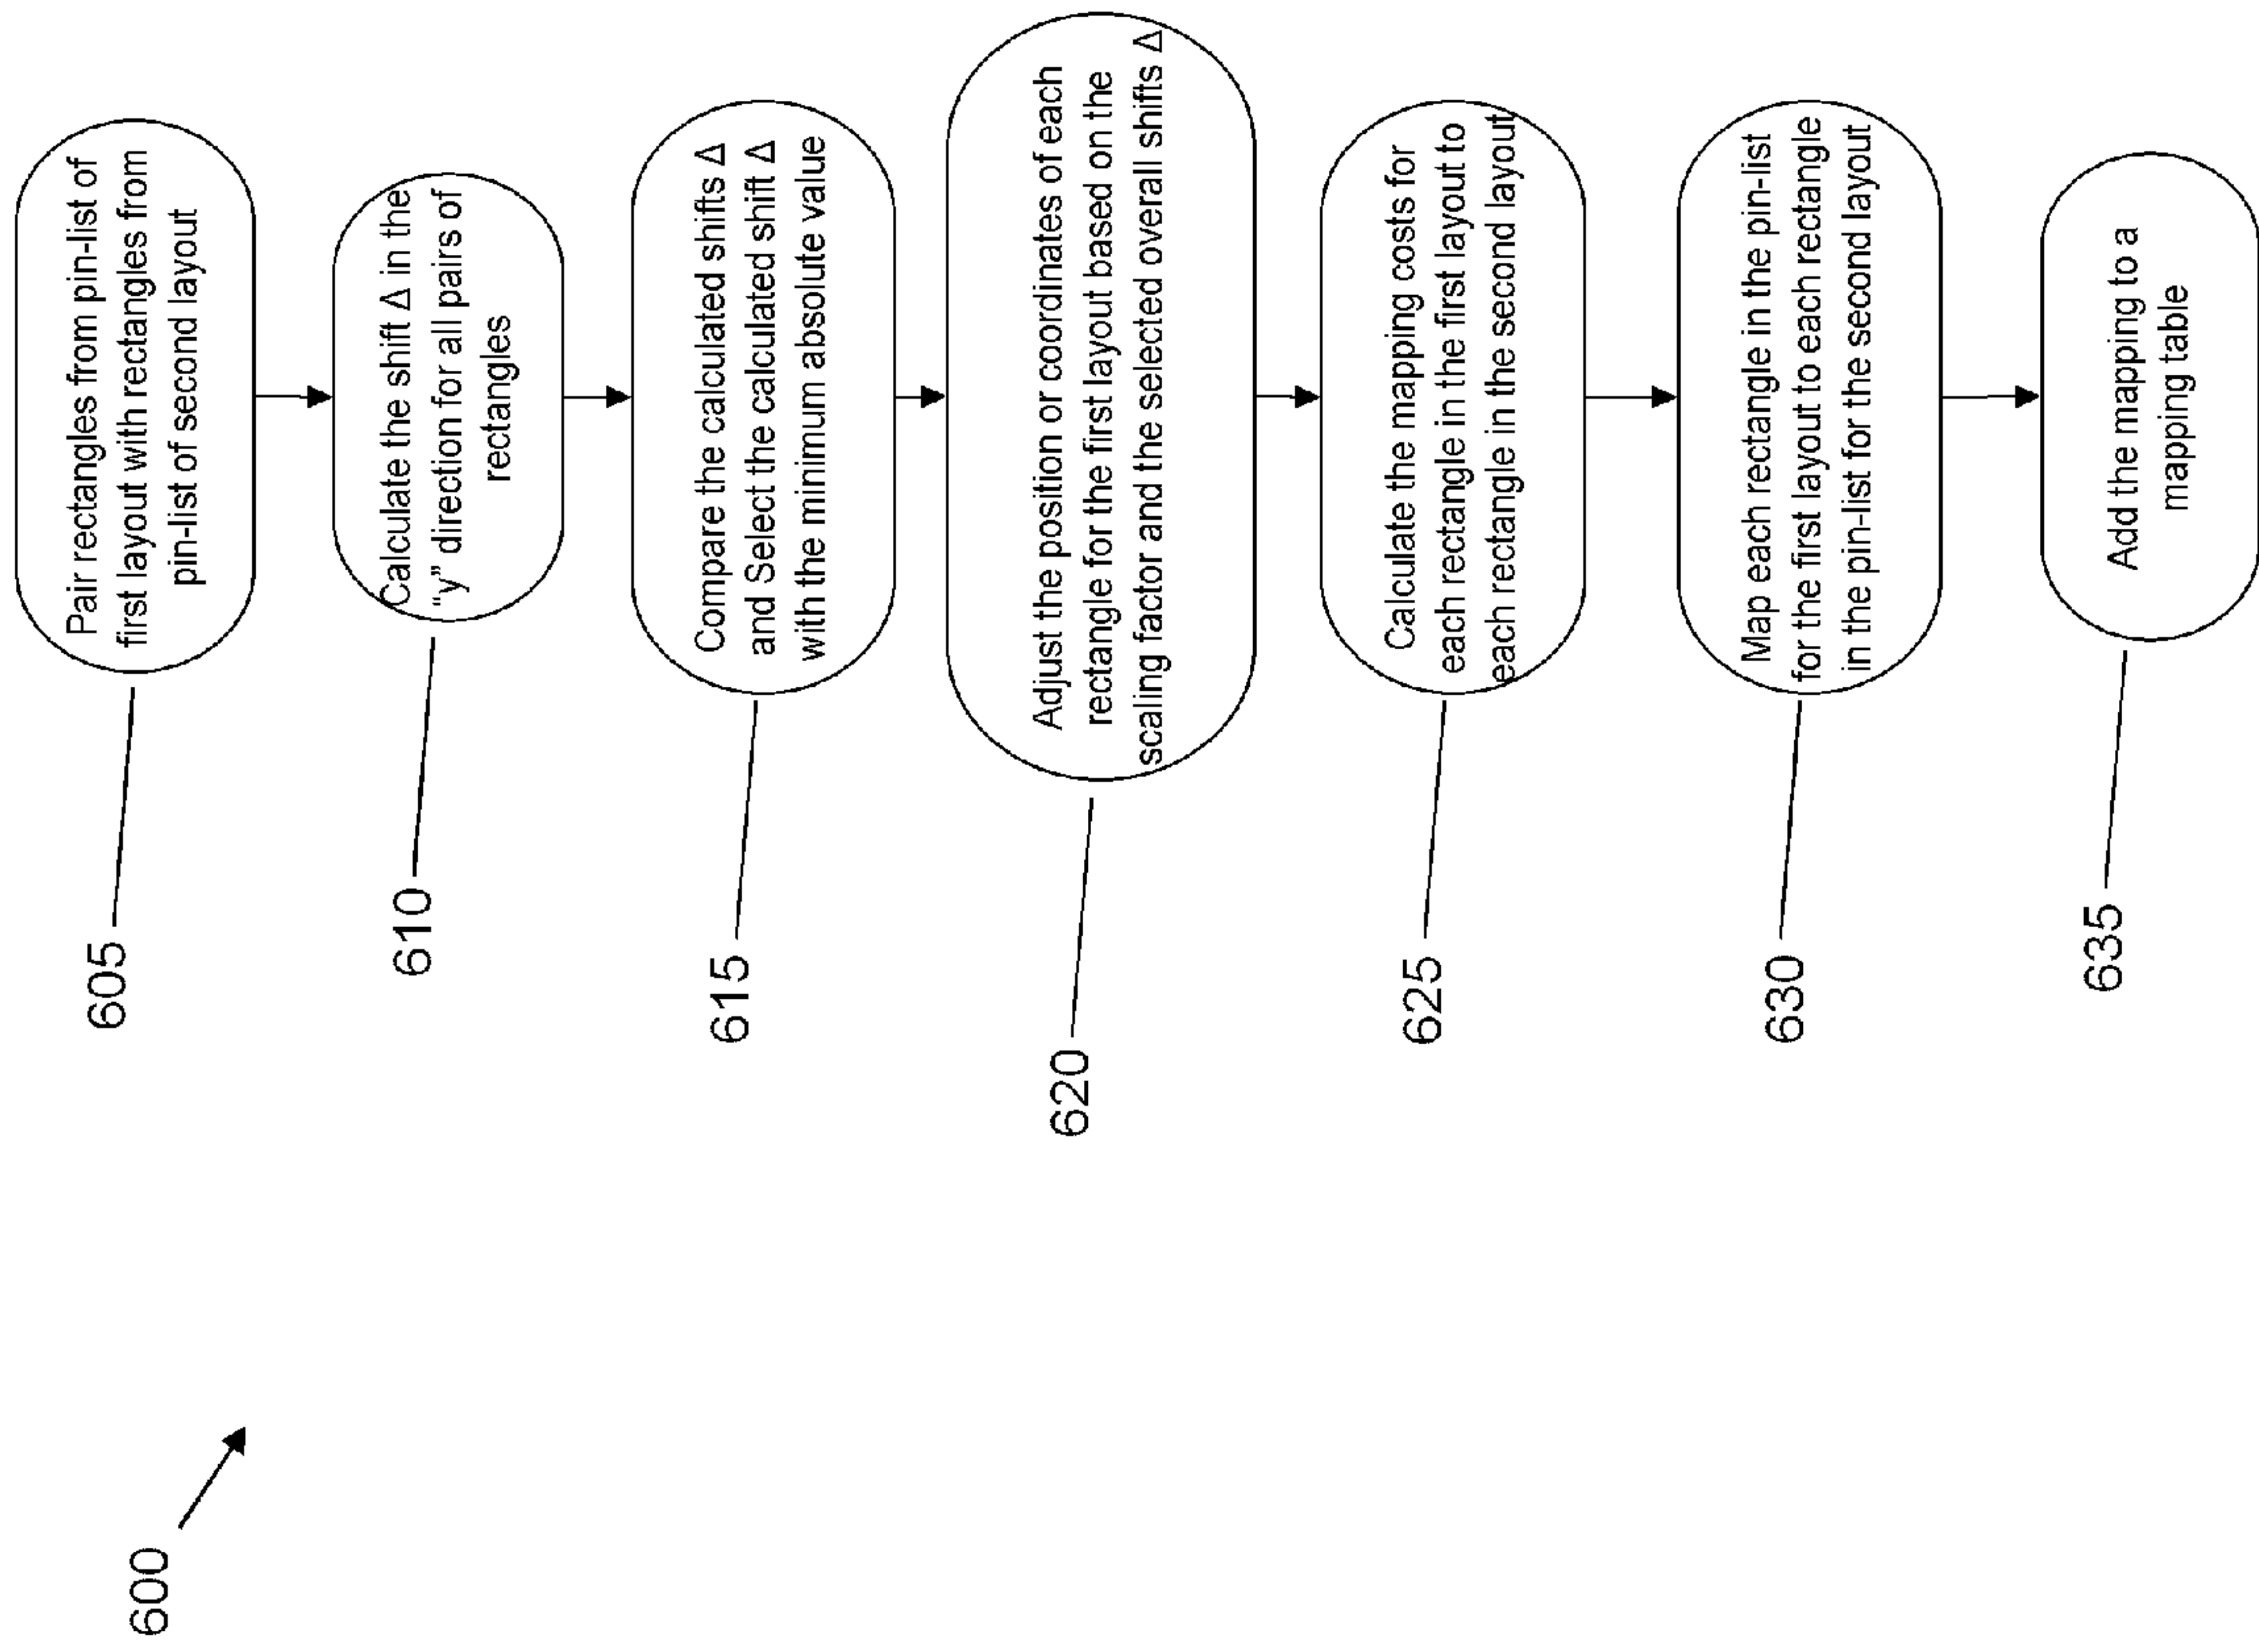 600
605
Pair rectangles from pin-list of
first layout with rectangles from
pin-list of second layout
610
Calculate the shift Δ in the
“y” direction for all pairs of
rectangles
615
Compare the calculated shifts Δ
and Select the calculated shift Δ
with the minimum absolute value
620
Adjust the position or coordinates of each
rectangle for the first layout based on the
scaling factor and the selected overall shifts Δ
625
Calculate the mapping costs for
each rectangle in the first layout to
each rectangle in the second layout
630
Map each rectangle in the pin-list
for the first layout to each rectangle
in the pin-list for the second layout
635
Add the mapping to a
mapping table